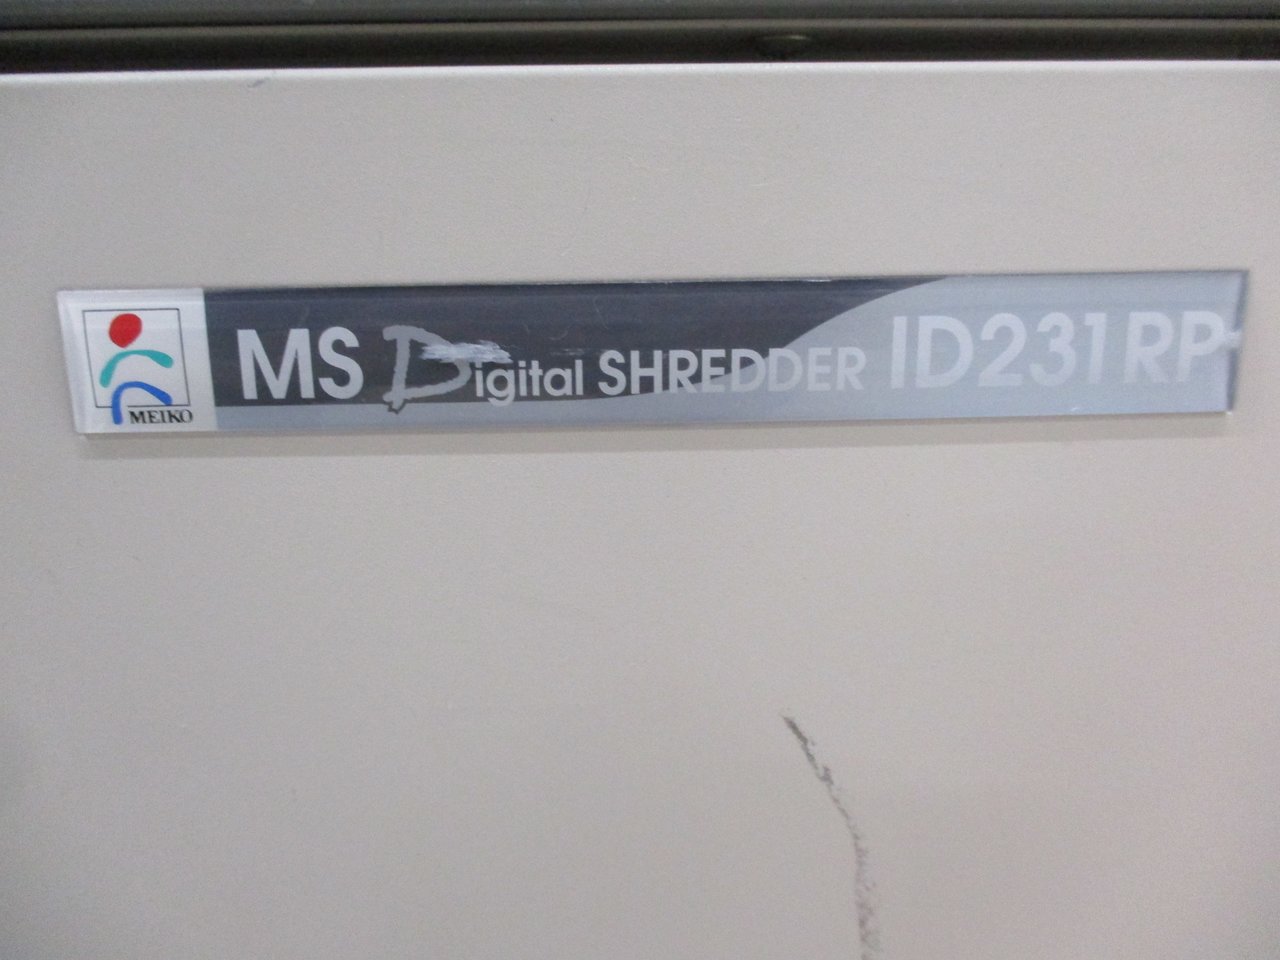 MEIKO
MS Digital SHREDDER ID231RP